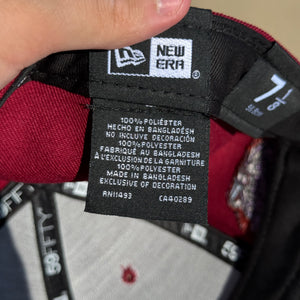 NEW
ERA
®
7 1/8
100% POLIÉSTER
HECHO EN BANGLADÉSH
NO INCLUYE DECORACIÓN
100% POLYESTER
FABRIQUÉ AU BANGLADESH
À L'EXCLUSION DE LA GARNITURE
100% POLYESTER
MADE IN BANGLADESH
EXCLUSIVE OF DECORATION
RN11493 CA40289
59FIFTY